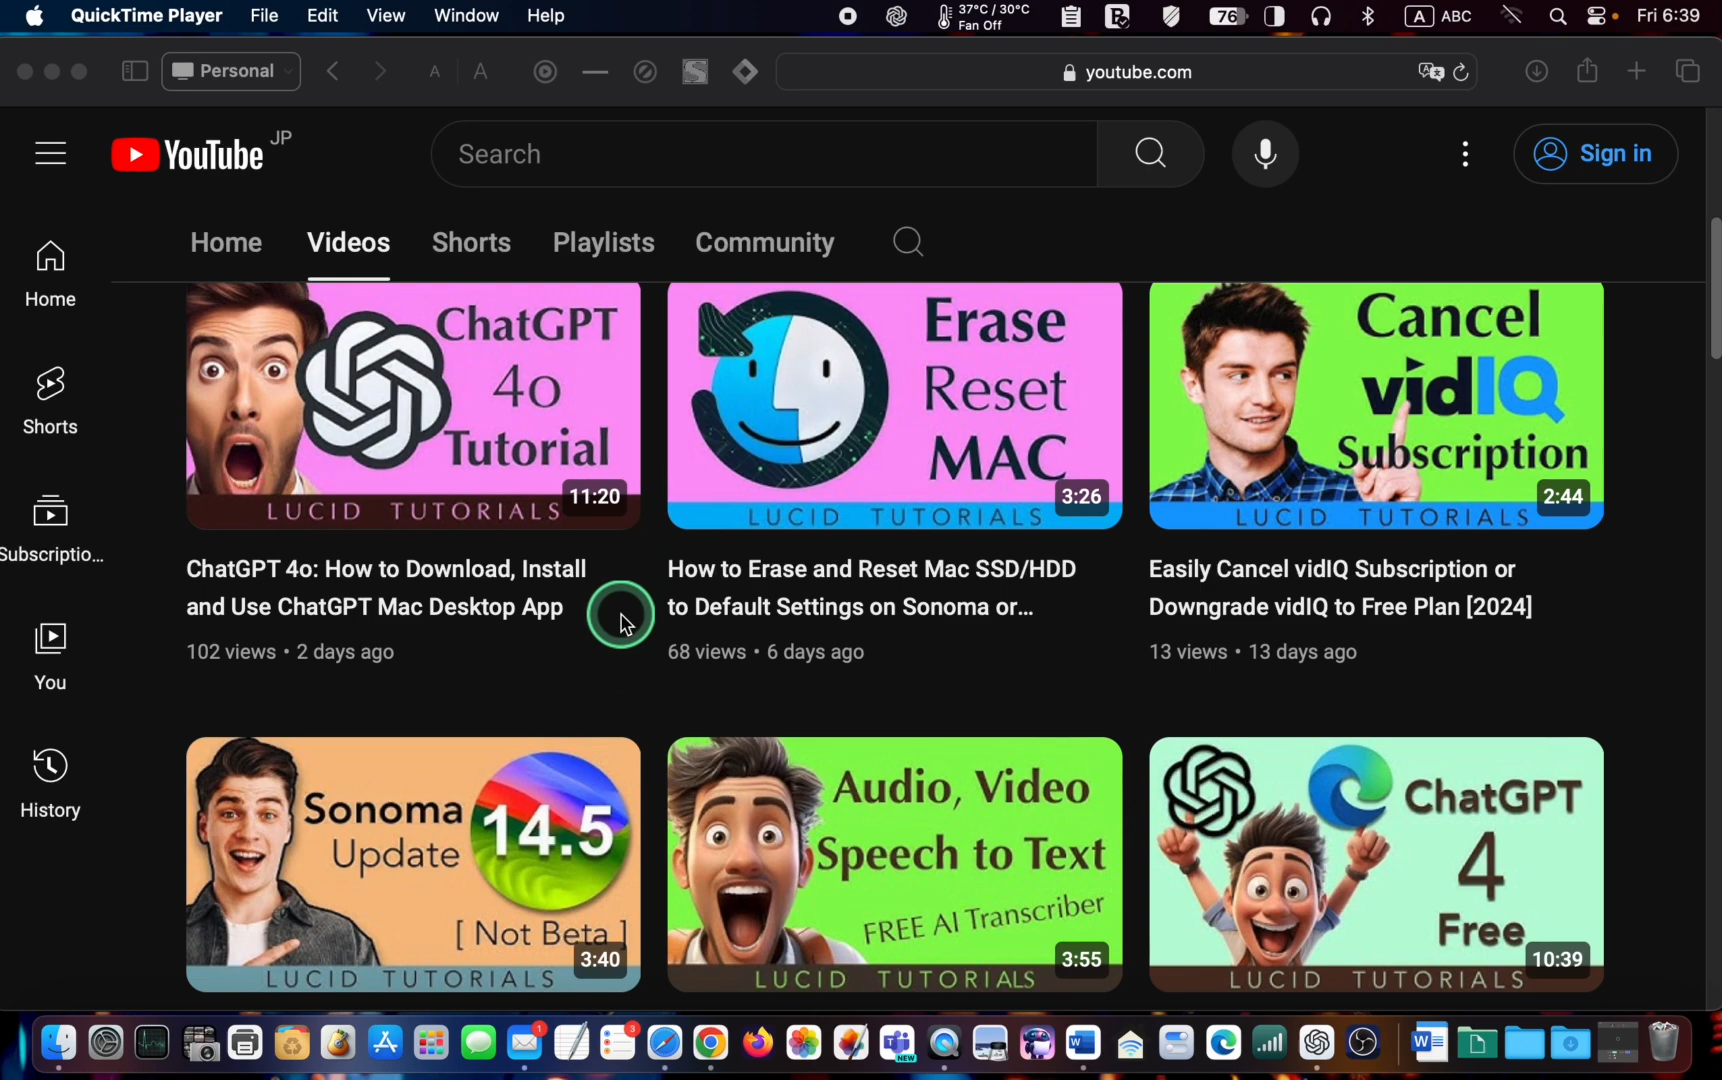 QuickTime Player File Edit View Window Help
37°C / 30°C
Fan Off
76
A ABC
Fri 6:39
Personal
A A
youtube.com
YouTube JP
Search
Sign in
Home Videos Shorts Playlists Community
Home
Shorts
Subscriptio...
You
History
ChatGPT
4o
Tutorial
11:20
LUCID TUTORIALS
Erase
Reset
MAC
3:26
LUCID TUTORIALS
Cancel
vidIQ
Subscription
2:44
LUCID TUTORIALS
ChatGPT 4o: How to Download, Install
and Use ChatGPT Mac Desktop App
102 views • 2 days ago
How to Erase and Reset Mac SSD/HDD
to Default Settings on Sonoma or...
68 views • 6 days ago
Easily Cancel vidIQ Subscription or
Downgrade vidIQ to Free Plan [2024]
13 views • 13 days ago
Sonoma
Update
14.5
[ Not Beta ]
3:40
LUCID TUTORIALS
Audio, Video
Speech to Text
FREE AI Transcriber
3:55
LUCID TUTORIALS
ChatGPT
4
Free
10:39
LUCID TUTORIALS
1
3
NEW